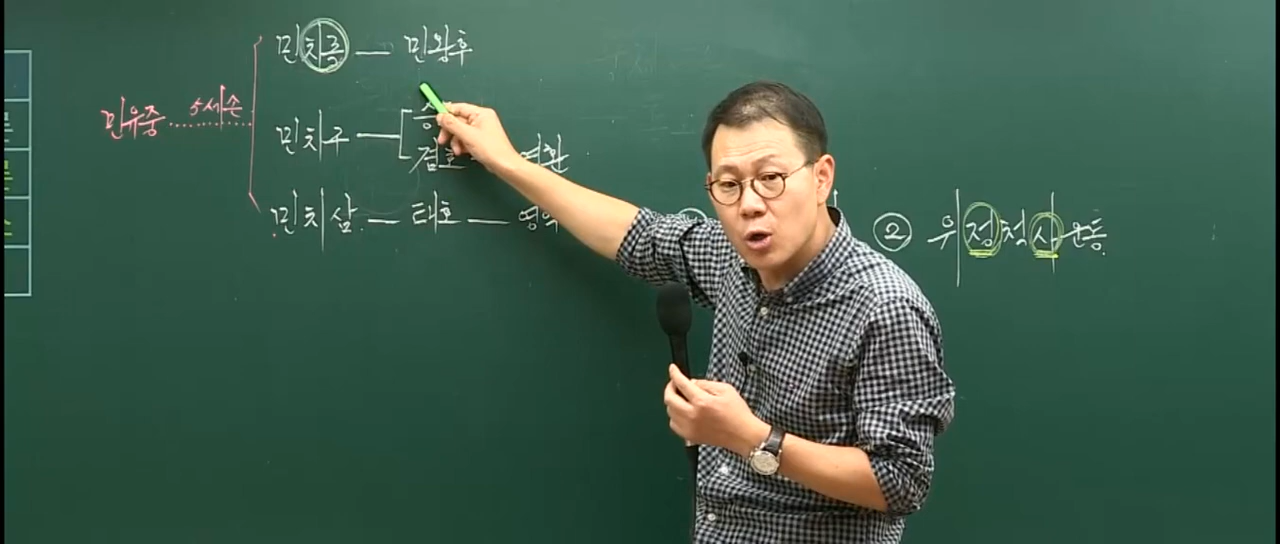 민치록 — 민왕후
민유중 5세손
민치구 — 승
겸호 영환
민치삼 — 태호 — 영익
② 우정척사운동